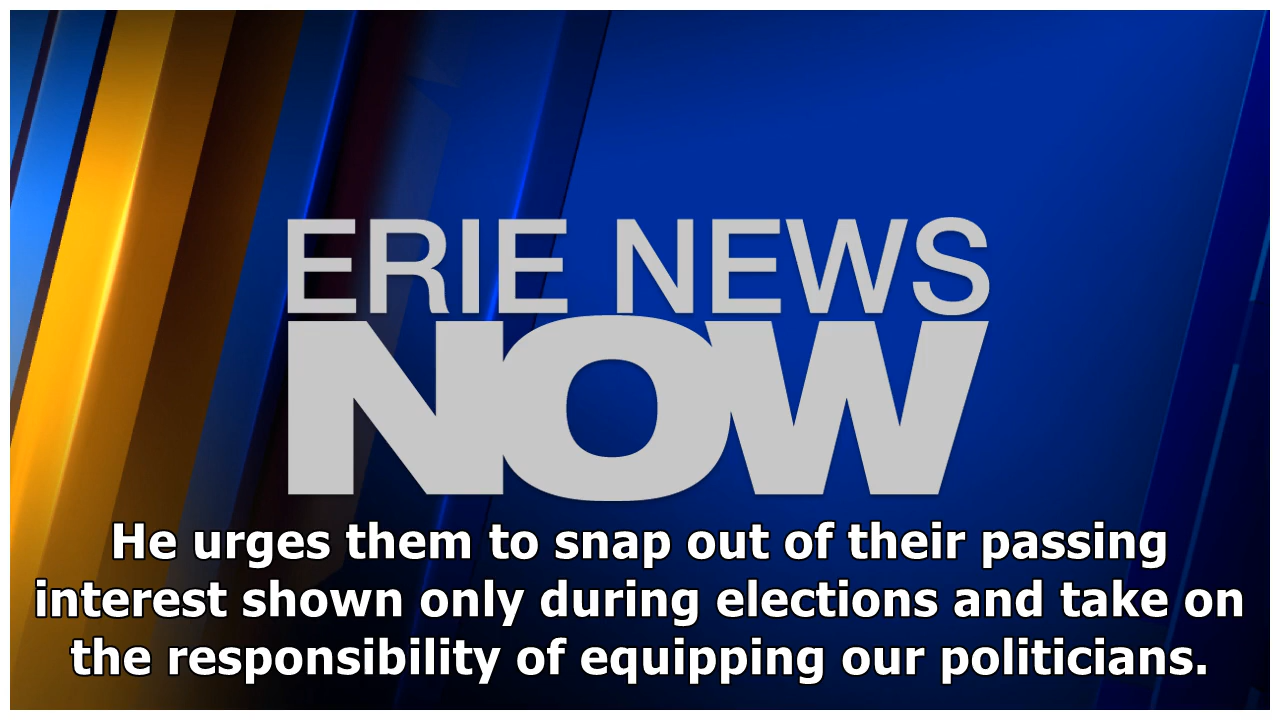 ERIE NEWS
NOW
He urges them to snap out of their passing
interest shown only during elections and take on
the responsibility of equipping our politicians.